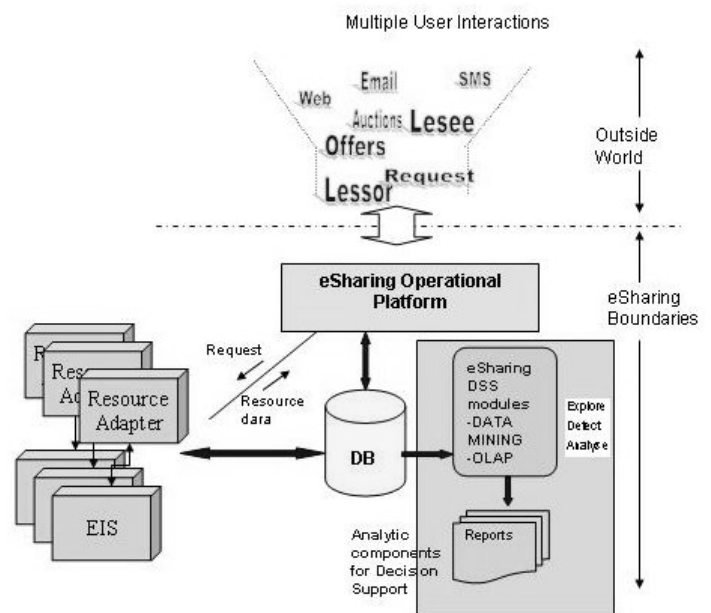 Multiple User Interactions
Email
SMS
Web
Auctions
Lesee
Offers
Request
Lessor
Outside
World
eSharing Operational
Platform
eSharing
Boundaries
Request
Resource
dara
Resource
Adapter
EIS
DB
eSharing
DSS
modules
-DATA
MINING
-OLAP
Explore
Detect
Analyse
Reports
Analytic
components
for Decision
Support